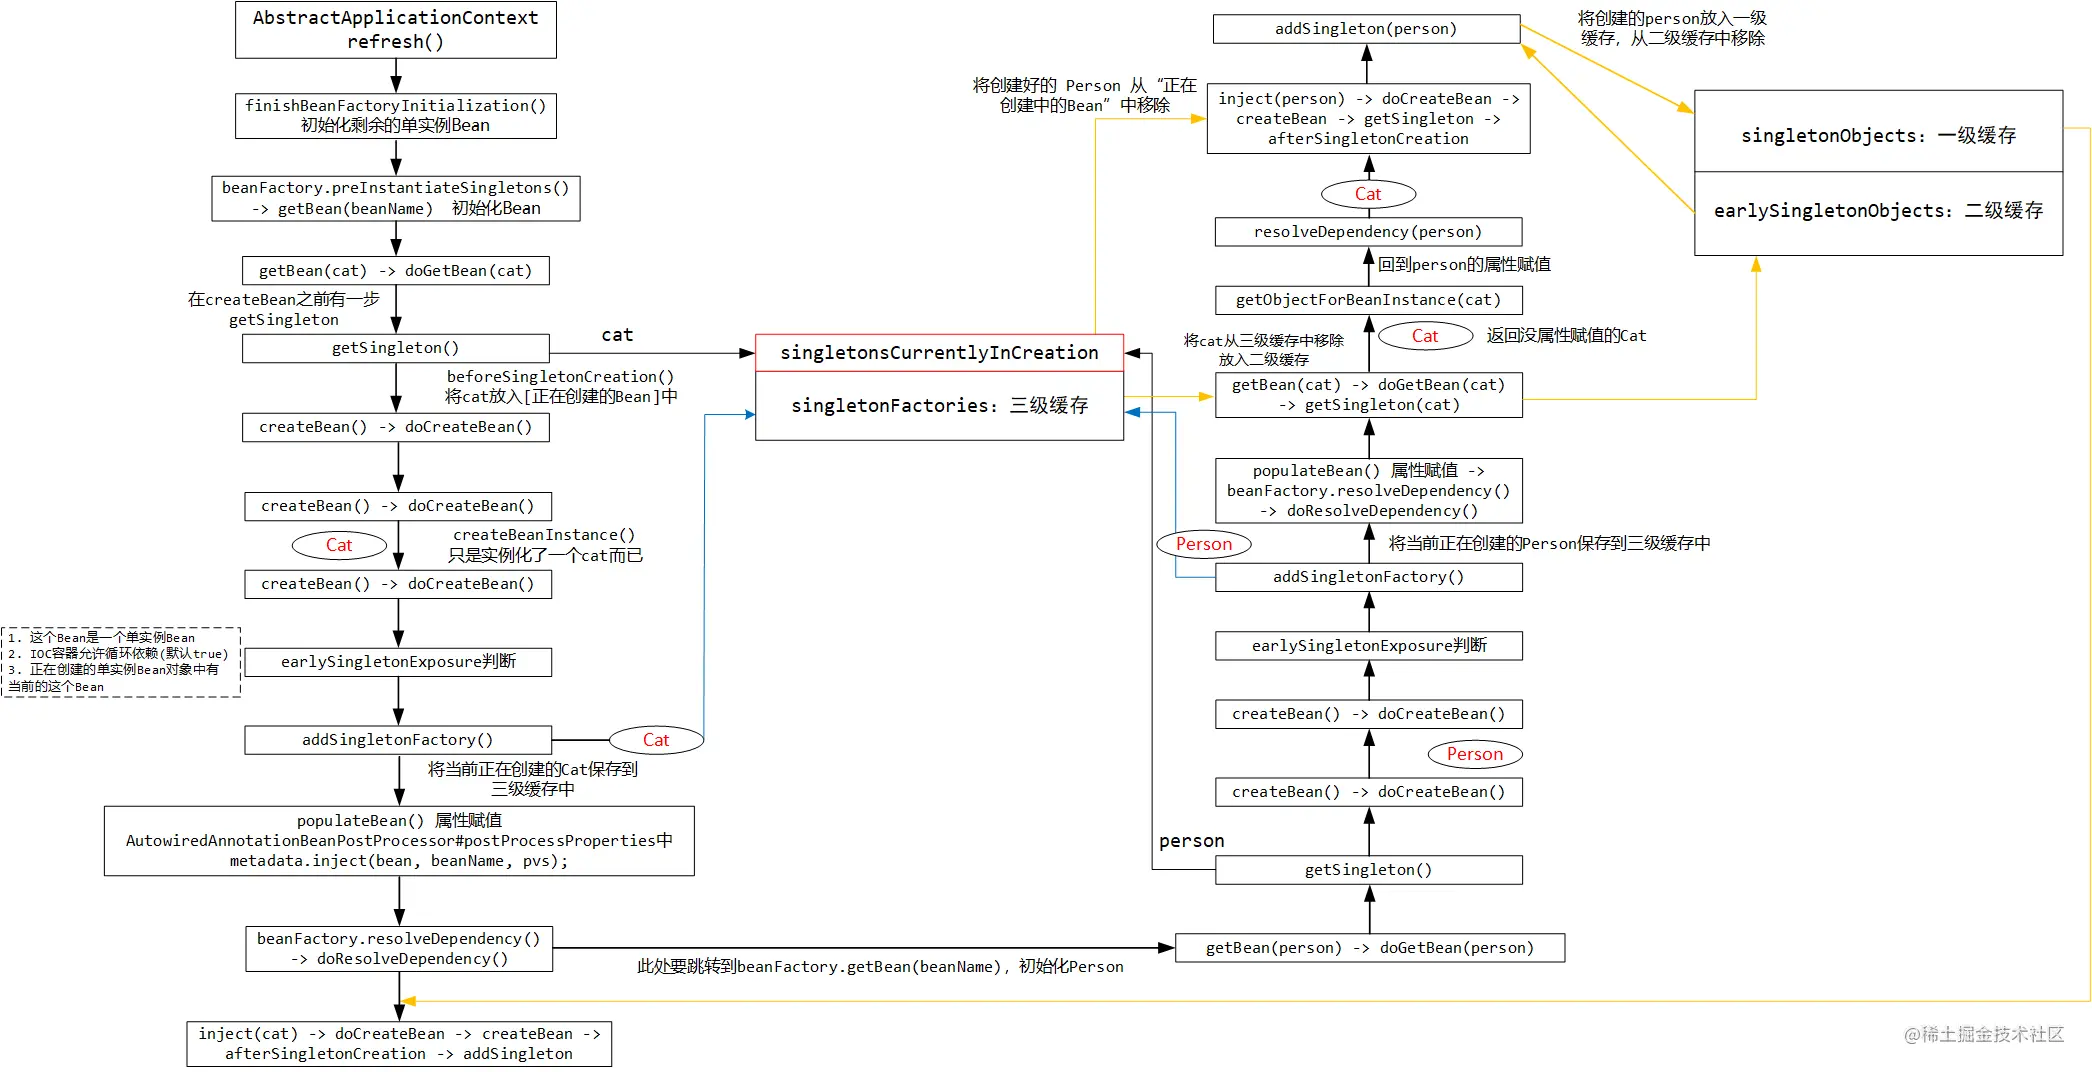 AbstractApplicationContext
refresh()
finishBeanFactoryInitialization()
初始化剩余的单实例Bean
beanFactory.preInstantiateSingletons()
-> getBean(beanName) 初始化Bean
getBean(cat) -> doGetBean(cat)
在createBean之前有一步
getSingleton
getSingleton()
cat
beforeSingletonCreation()
将cat放入[正在创建的Bean]中
createBean() -> doCreateBean()
createBean() -> doCreateBean()
Cat
createBeanInstance()
只是实例化了一个cat而已
createBean() -> doCreateBean()
1. 这个Bean是一个单实例Bean
2. IOC容器允许循环依赖(默认true)
3. 正在创建的单实例Bean对象中有
当前的这个Bean
earlySingletonExposure判断
addSingletonFactory()
Cat
将当前正在创建的Cat保存到
三级缓存中
populateBean() 属性赋值
AutowiredAnnotationBeanPostProcessor#postProcessProperties中
metadata.inject(bean, beanName, pvs);
beanFactory.resolveDependency()
-> doResolveDependency()
此处要跳转到beanFactory.getBean(beanName), 初始化Person
inject(cat) -> doCreateBean -> createBean ->
afterSingletonCreation -> addSingleton
singletonsCurrentlyInCreation
singletonFactories: 三级缓存
getBean(person) -> doGetBean(person)
person
getSingleton()
createBean() -> doCreateBean()
Person
createBean() -> doCreateBean()
earlySingletonExposure判断
addSingletonFactory()
Person
将当前正在创建的Person保存到三级缓存中
populateBean() 属性赋值 ->
beanFactory.resolveDependency()
-> doResolveDependency()
getBean(cat) -> doGetBean(cat)
-> getSingleton(cat)
将cat从三级缓存中移除
放入二级缓存
Cat
返回没属性赋值的Cat
getObjectForBeanInstance(cat)
回到person的属性赋值
resolveDependency(person)
Cat
inject(person) -> doCreateBean ->
createBean -> getSingleton ->
afterSingletonCreation
将创建好的 Person 从“正在
创建中的Bean”中移除
addSingleton(person)
将创建的person放入一级
缓存，从二级缓存中移除
singletonObjects: 一级缓存
earlySingletonObjects: 二级缓存
@稀土掘金技术社区